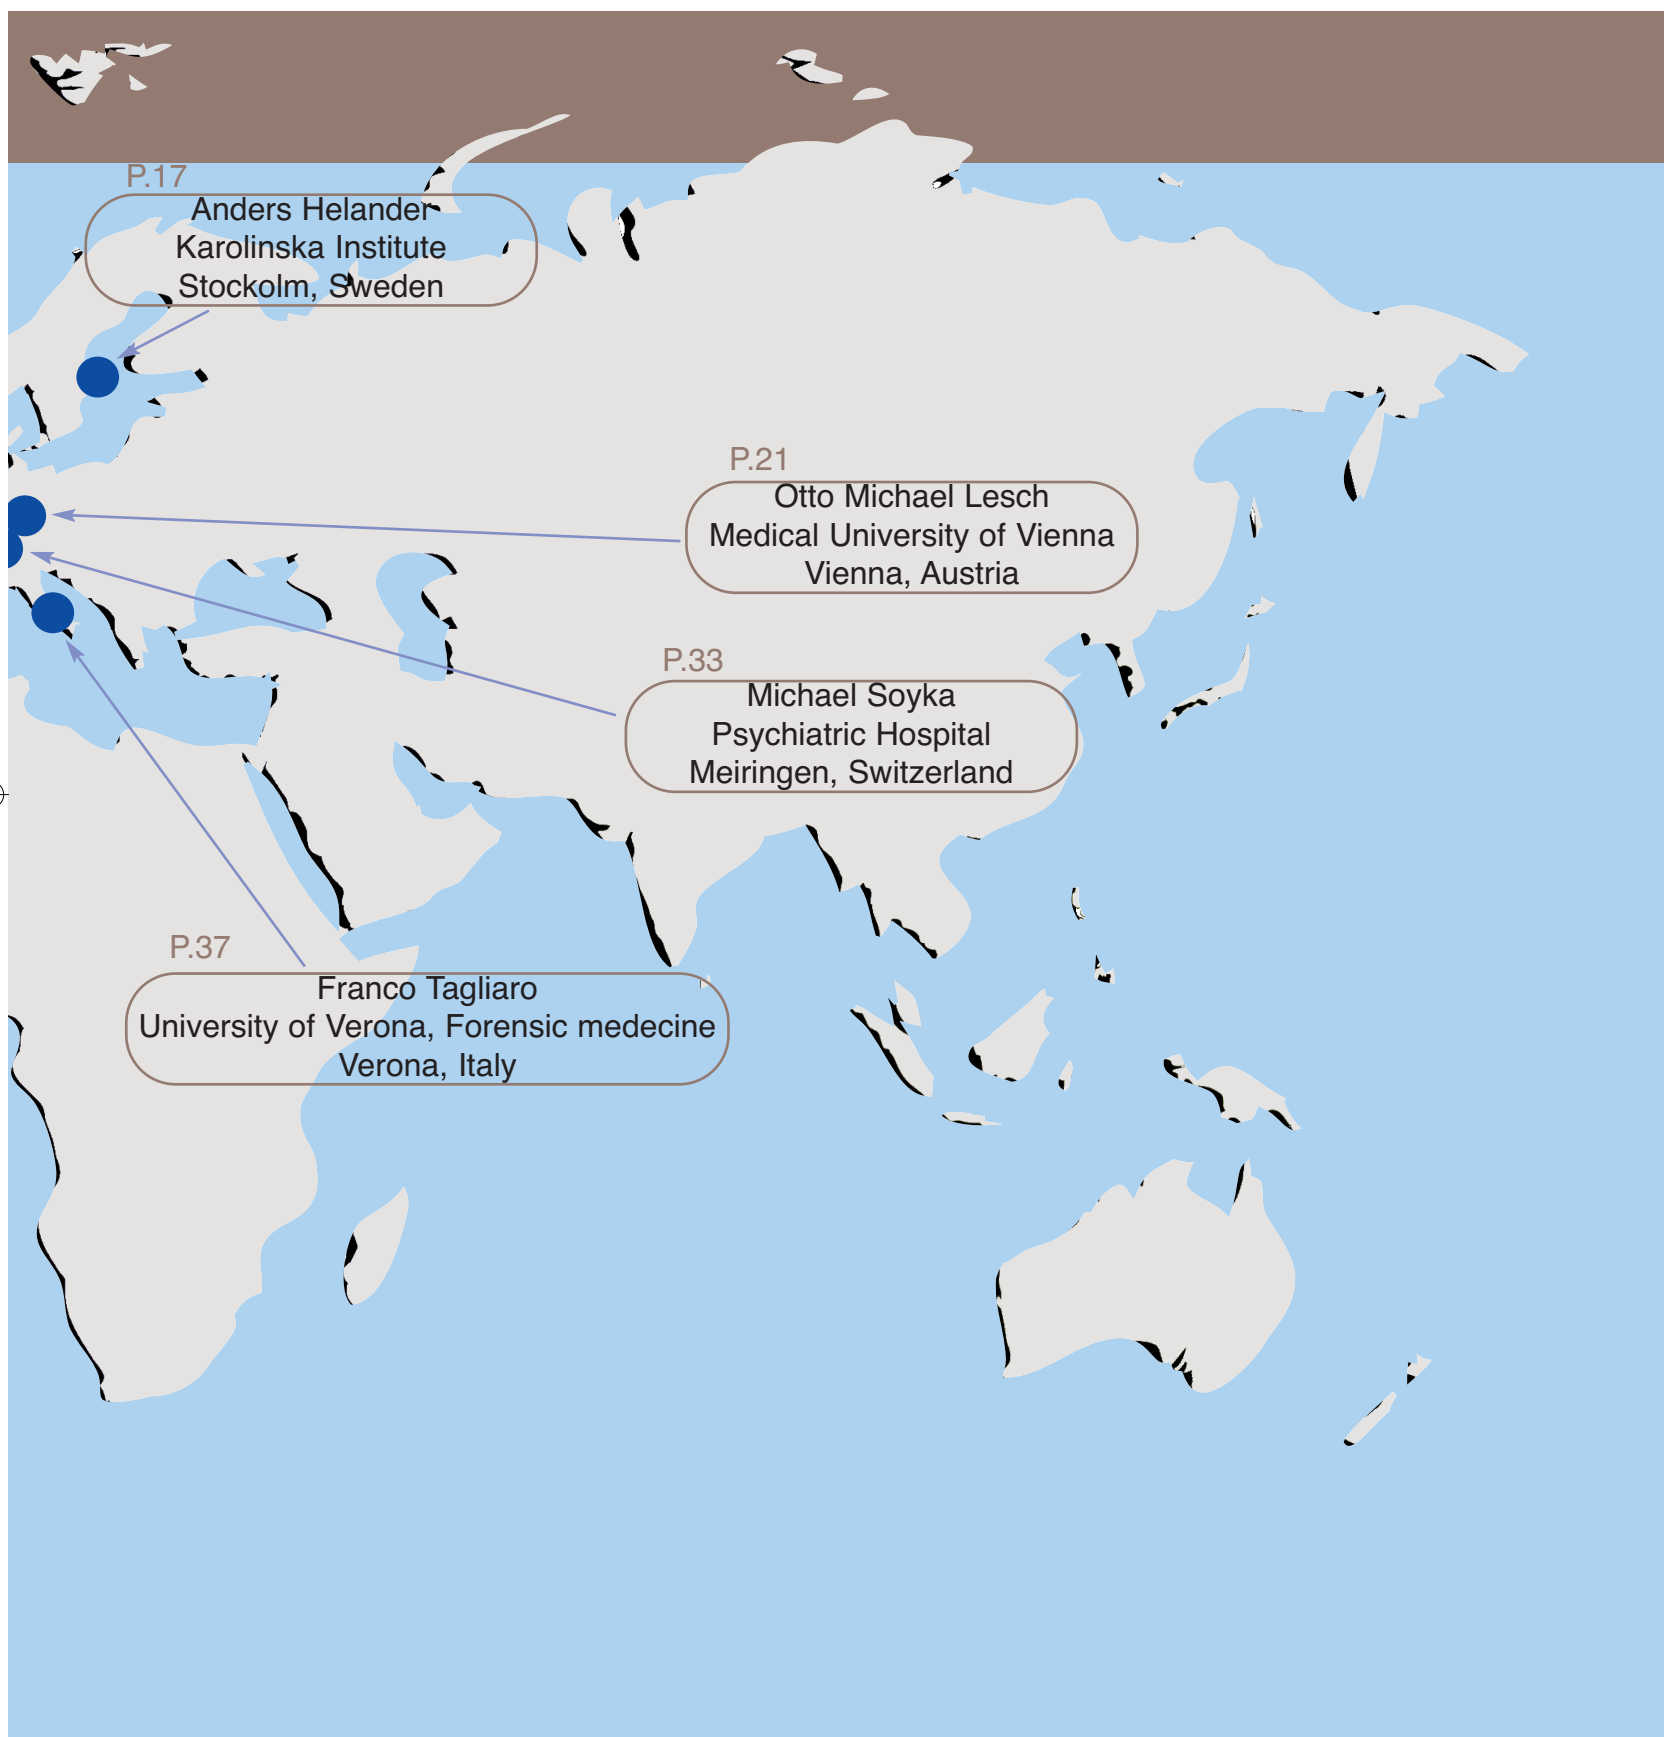 P.17
Anders Helander
Karolinska Institute
Stockolm, Sweden
P.21
Otto Michael Lesch
Medical University of Vienna
Vienna, Austria
P.33
Michael Soyka
Psychiatric Hospital
Meiringen, Switzerland
P.37
Franco Tagliaro
University of Verona, Forensic medecine
Verona, Italy